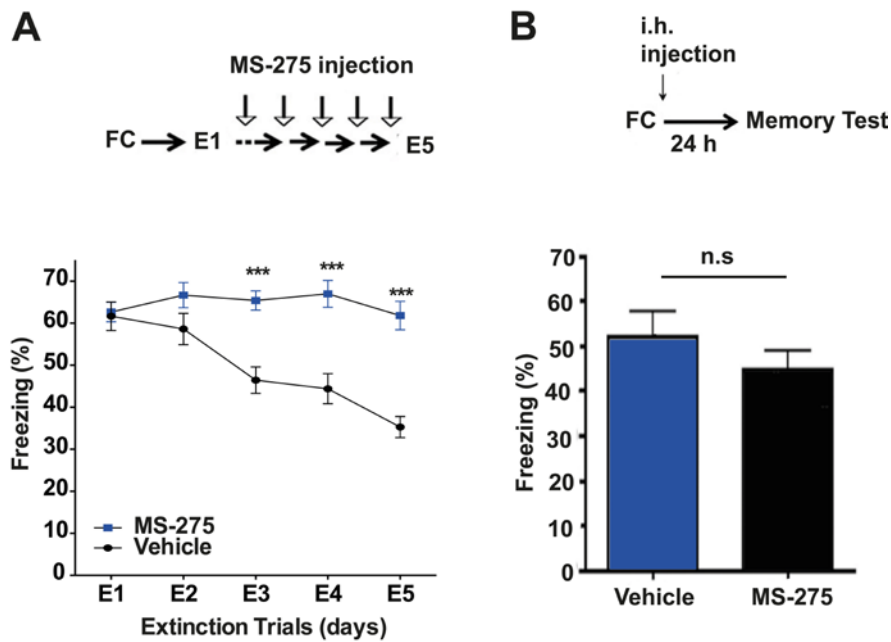 A
MS-275 injection
FC E1 E5
Freezing (%)
70
60
50
40
30
20
10
0
***
***
***
MS-275
Vehicle
E1 E2 E3 E4 E5
Extinction Trials (days)
B
i.h.
injection
FC Memory Test
24 h
Freezing (%)
70
60
50
40
50
20
10
0
n.s
Vehicle MS-275